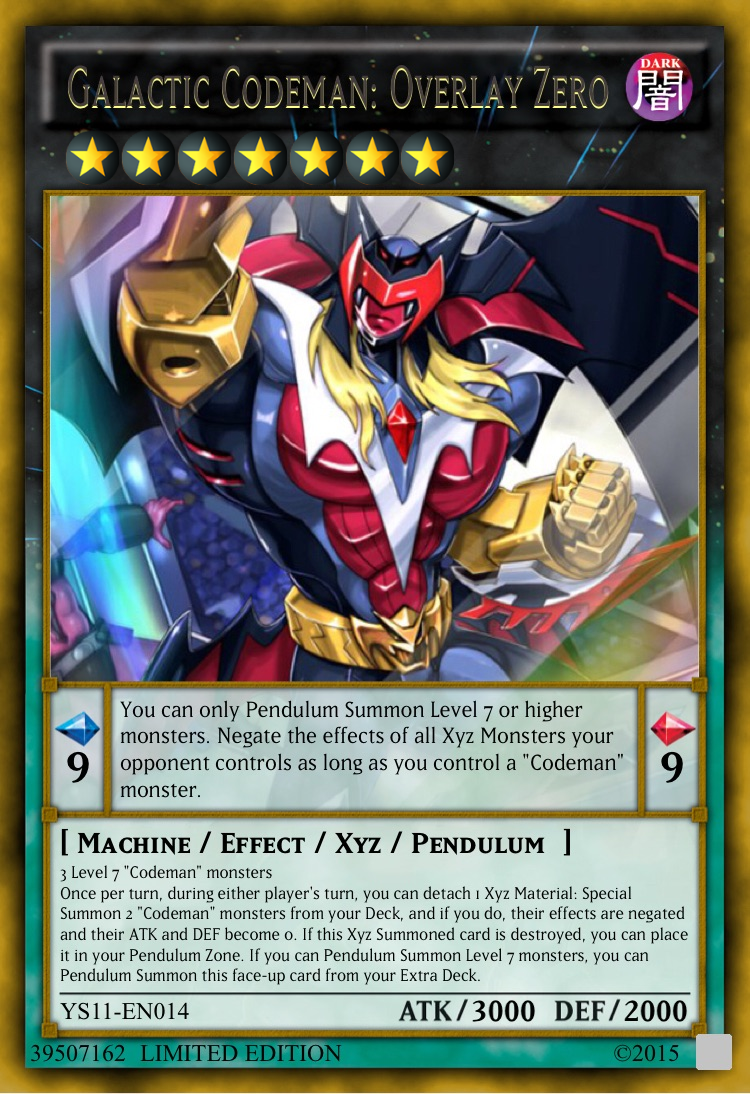 Galactic Codeman: Overlay Zero
DARK
闇
You can only Pendulum Summon Level 7 or higher
monsters. Negate the effects of all Xyz Monsters your
opponent controls as long as you control a "Codeman"
monster.
9
9
[ Machine / Effect / Xyz / Pendulum ]
3 Level 7 "Codeman" monsters
Once per turn, during either player's turn, you can detach 1 Xyz Material: Special
Summon 2 "Codeman" monsters from your Deck, and if you do, their effects are negated
and their ATK and DEF become 0. If this Xyz Summoned card is destroyed, you can place
it in your Pendulum Zone. If you can Pendulum Summon Level 7 monsters, you can
Pendulum Summon this face-up card from your Extra Deck.
YS11-EN014 ATK/3000 DEF/2000
39507162 LIMITED EDITION ©2015